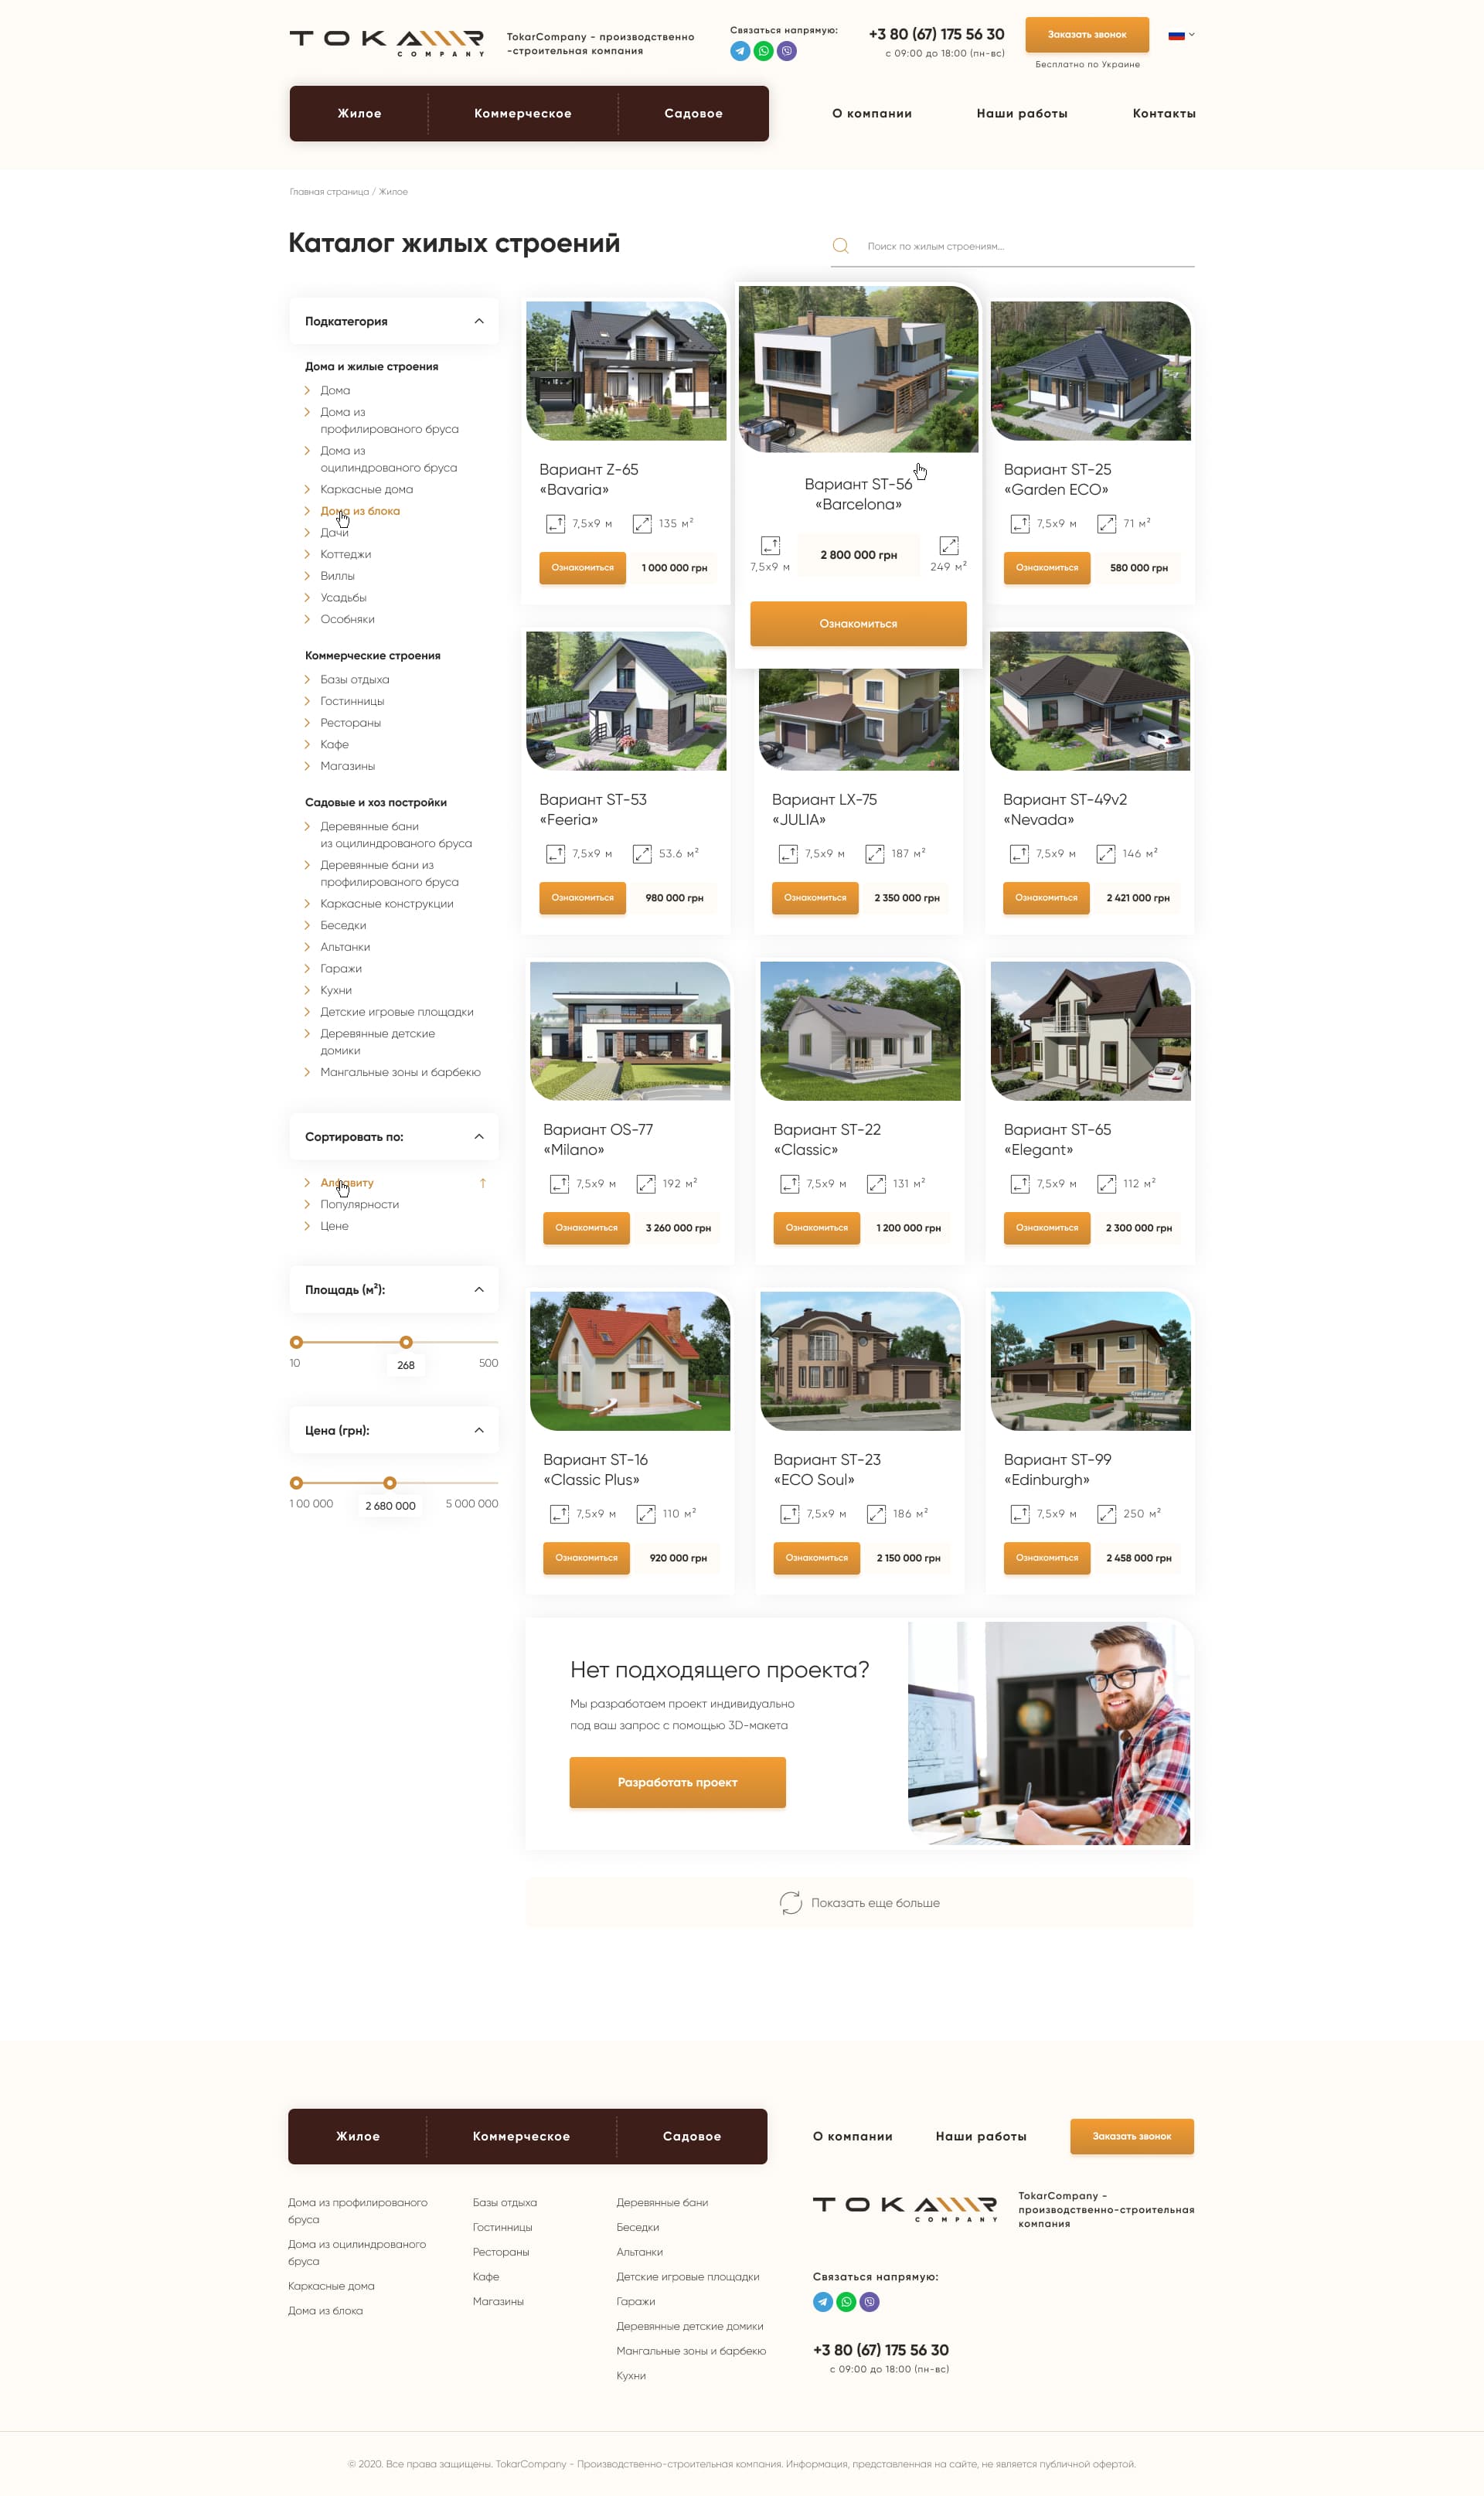 TOKAR
COMPANY
TokarCompany - производственно
-строительная компания
Связаться напрямую:
+3 80 (67) 175 56 30
с 09:00 до 18:00 (пн-вс)
Заказать звонок
Бесплатно по Украине
Жилое
Коммерческое
Садовое
О компании
Наши работы
Контакты
Главная страница / Жилое
Каталог жилых строений
Поиск по жилым строениям...
Подкатегория
Дома и жилые строения
Дома
Дома из
профилированого бруса
Дома из
оцилиндрованого бруса
Каркасные дома
Дома из блока
Дачи
Коттеджи
Виллы
Усадьбы
Особняки
Коммерческие строения
Базы отдыха
Гостинницы
Рестораны
Кафе
Магазины
Садовые и хоз постройки
Деревянные бани
из оцилиндрованого бруса
Деревянные бани из
профилированого бруса
Каркасные конструкции
Беседки
Альтанки
Гаражи
Кухни
Детские игровые площадки
Деревянные детские
домики
Мангальные зоны и барбекю
Сортировать по:
Алфавиту
Популярности
Цене
Площадь (м²):
10
268
500
Цена (грн):
1 00 000
2 680 000
5 000 000
Вариант Z-65
«Bavaria»
7,5x9 м
135 м²
Ознакомиться
1 000 000 грн
Вариант ST-56
«Barcelona»
7,5x9 м
2 800 000 грн
249 м²
Ознакомиться
Вариант ST-25
«Garden ECO»
7,5x9 м
71 м²
Ознакомиться
580 000 грн
Вариант ST-53
«Feeria»
7,5x9 м
53.6 м²
Ознакомиться
980 000 грн
Вариант LX-75
«JULIA»
7,5x9 м
187 м²
Ознакомиться
2 350 000 грн
Вариант ST-49v2
«Nevada»
7,5x9 м
146 м²
Ознакомиться
2 421 000 грн
Вариант OS-77
«Milano»
7,5x9 м
192 м²
Ознакомиться
3 260 000 грн
Вариант ST-22
«Classic»
7,5x9 м
131 м²
Ознакомиться
1 200 000 грн
Вариант ST-65
«Elegant»
7,5x9 м
112 м²
Ознакомиться
2 300 000 грн
Вариант ST-16
«Classic Plus»
7,5x9 м
110 м²
Ознакомиться
920 000 грн
Вариант ST-23
«ECO Soul»
7,5x9 м
186 м²
Ознакомиться
2 150 000 грн
Вариант ST-99
«Edinburgh»
7,5x9 м
250 м²
Ознакомиться
2 458 000 грн
Нет подходящего проекта?
Мы разработаем проект индивидуально
под ваш запрос с помощью 3D-макета
Разработать проект
Показать еще больше
Жилое
Коммерческое
Садовое
О компании
Наши работы
Заказать звонок
Дома из профилированого
бруса
Дома из оцилиндрованого
бруса
Каркасные дома
Дома из блока
Базы отдыха
Гостинницы
Рестораны
Кафе
Магазины
Деревянные бани
Беседки
Альтанки
Детские игровые площадки
Гаражи
Деревянные детские домики
Мангальные зоны и барбекю
Кухни
TOKAR
COMPANY
TokarCompany -
производственно-строительная
компания
Связаться напрямую:
+3 80 (67) 175 56 30
с 09:00 до 18:00 (пн-вс)
© 2020. Все права защищены. TokarCompany - Производственно-строительная компания. Информация, представленная на сайте, не является публичной офертой.